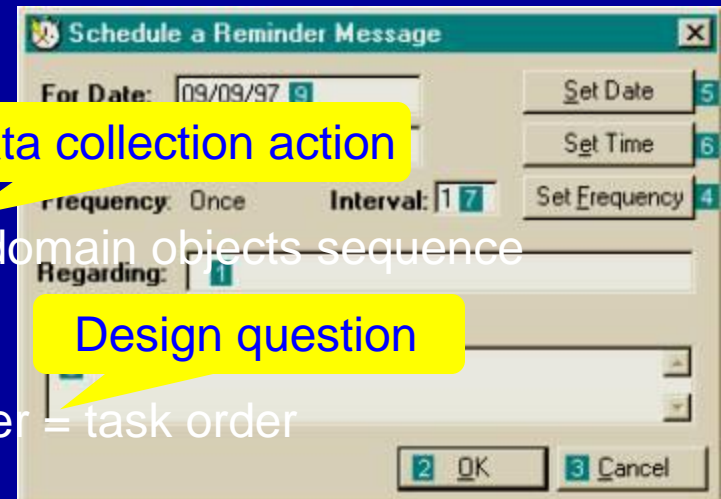 Schedule a Reminder Message
For Date: 09/09/97 9 Set Date 5
ta collection action Set Time 6
Frequency: Once Interval: 1 7 Set Frequency 4
domain objects sequence
Regarding: 1
Design question
er = task order
2 OK 3 Cancel